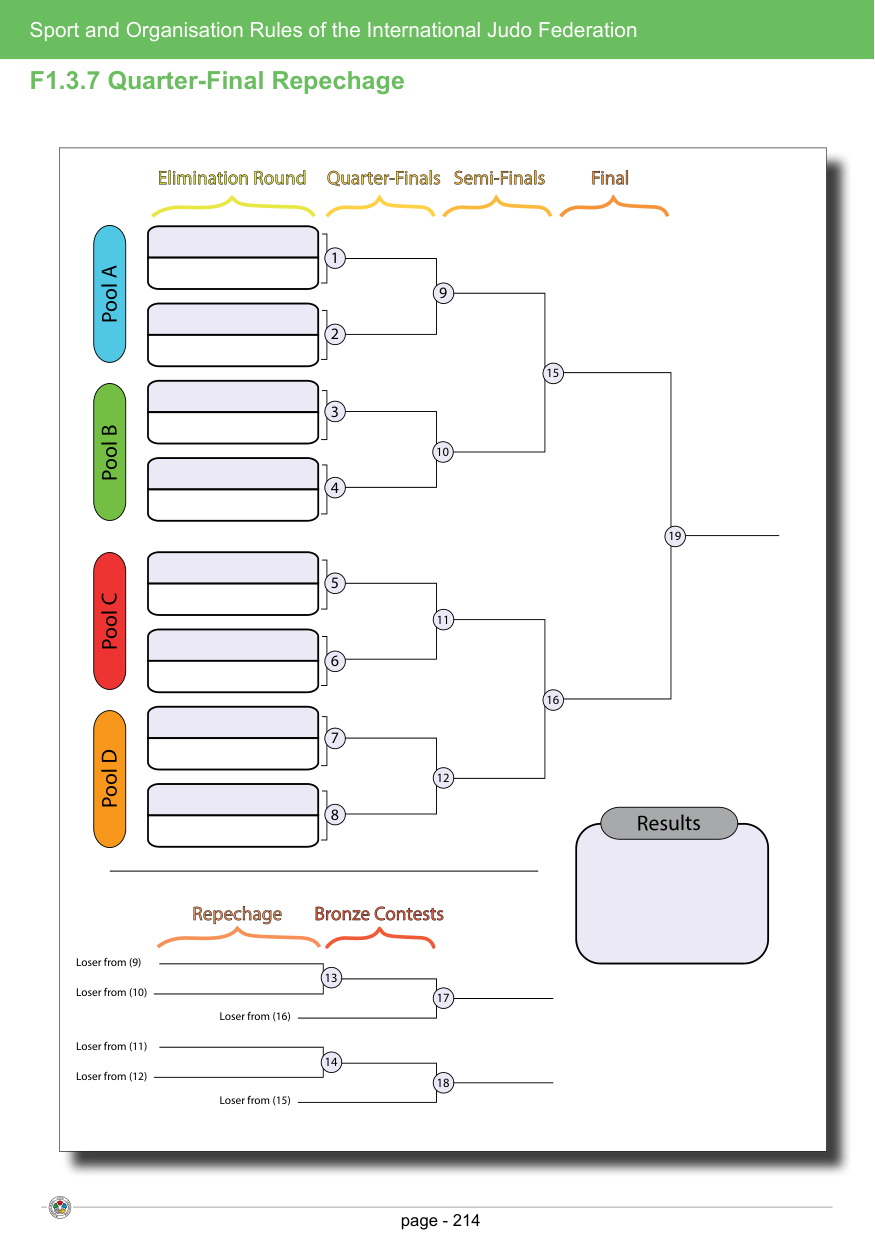 Sport and Organisation Rules of the International Judo Federation
F1.3.7 Quarter-Final Repechage
Elimination Round Quarter-Finals Semi-Finals Final
Pool A
1
9
2
15
Pool B
3
10
4
19
Pool C
5
11
6
16
Pool D
7
12
8
Results
Repechage Bronze Contests
Loser from (9)
13
Loser from (10)
17
Loser from (16)
Loser from (11)
14
Loser from (12)
18
Loser from (15)
page - 214